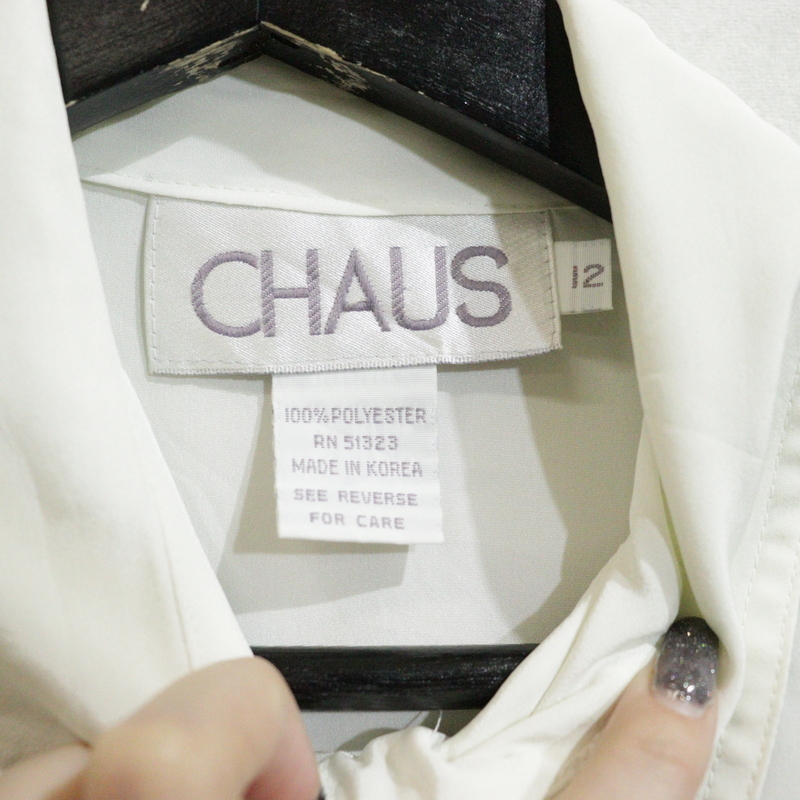 CHAUS
12
100% POLYESTER
RN 51323
MADE IN KOREA
SEE REVERSE
FOR CARE